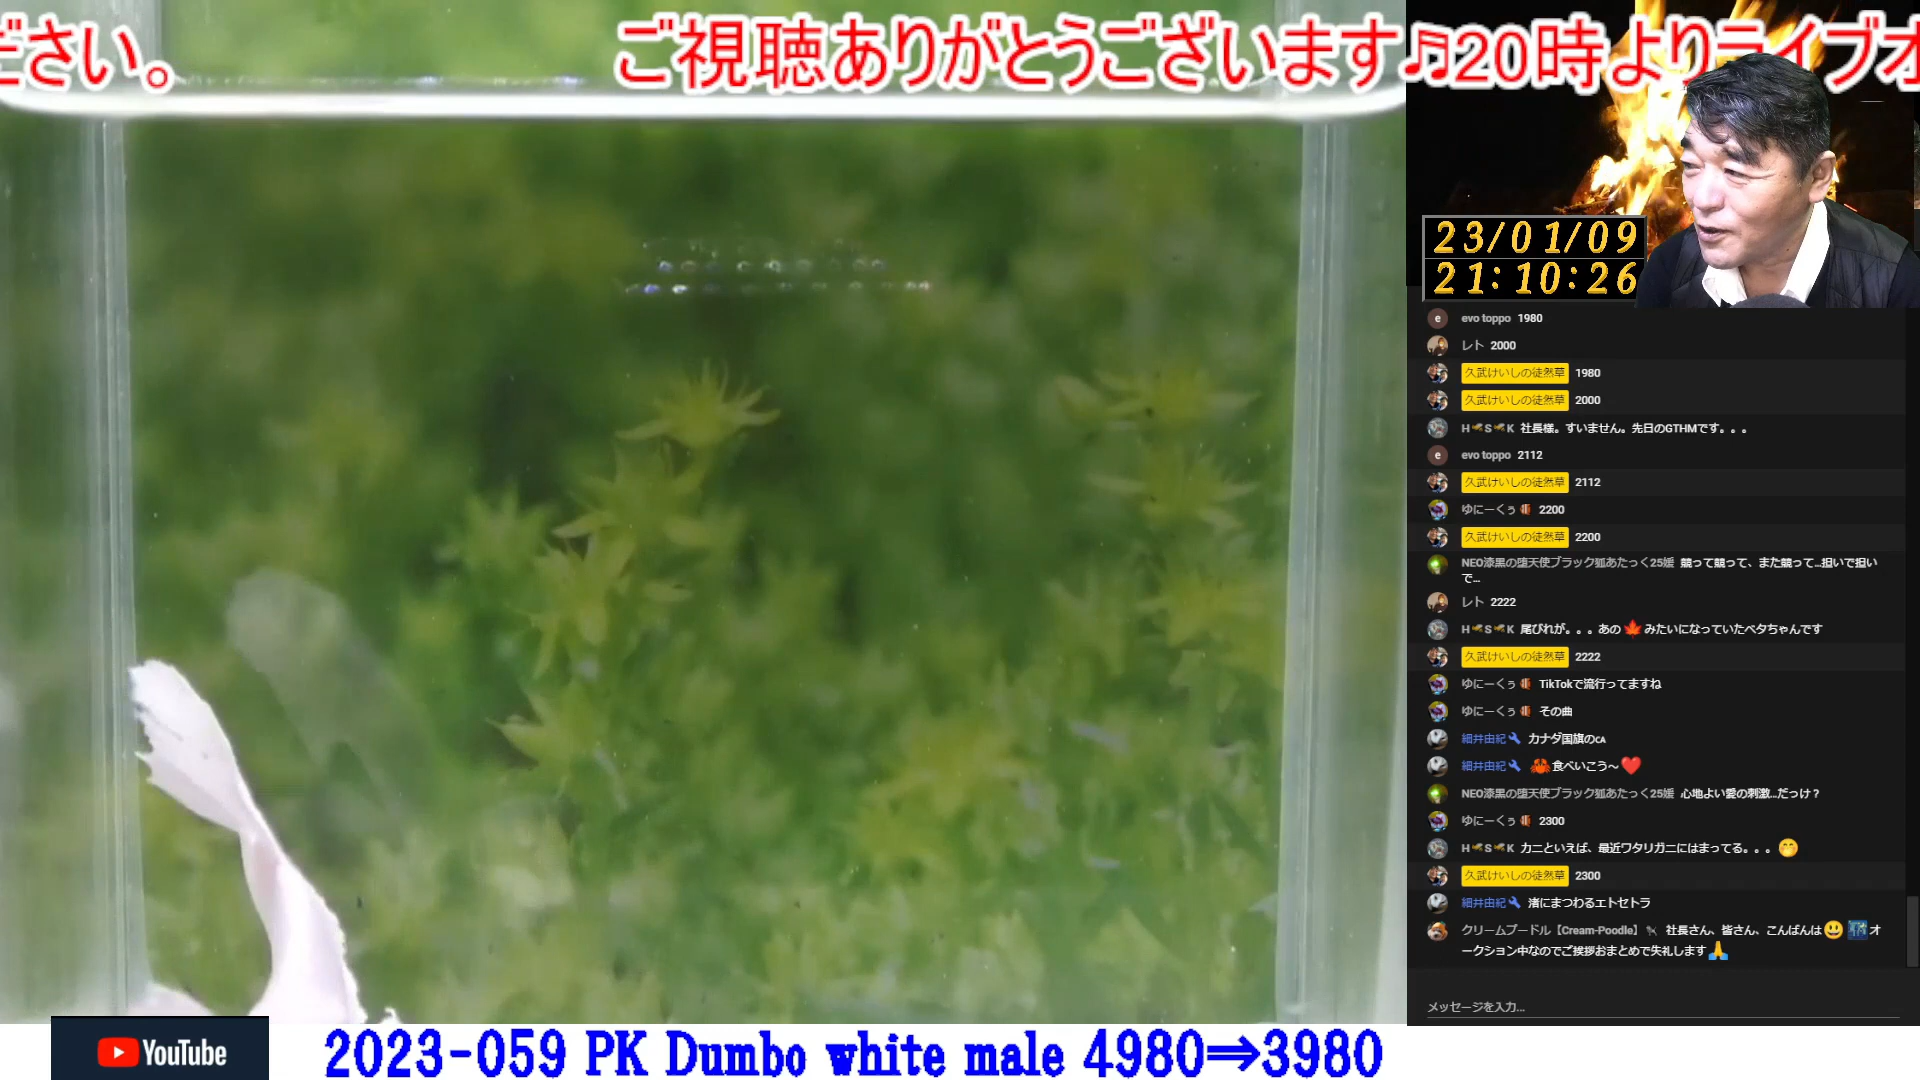 ださい。 ご視聴ありがとうございます♫20時よりライブオ
23/01/09
21:10:26
evo toppo 1980
レト 2000
久武けいしの徒然草 1980
久武けいしの徒然草 2000
H S K 社長様。すいません。先日のGTHMです。。。
evo toppo 2112
久武けいしの徒然草 2112
ゆにーくぅ 2200
久武けいしの徒然草 2200
NEO漆黒の堕天使ブラック狐あたっく25媛 競って競って、また競って...担いで担い
で...
レト 2222
H S K 尾びれが。。。あの🍁みたいになっていたベタちゃんです
久武けいしの徒然草 2222
ゆにーくぅ TikTokで流行ってますね
ゆにーくぅ その曲
細井由紀 カナダ国旗のCA
細井由紀 🦀食べいこう〜❤️
NEO漆黒の堕天使ブラック狐あたっく25媛 心地よい愛の刺激...だっけ？
ゆにーくぅ 2300
H S K カニといえば、最近ワタリガニにはまってる。。。🤭
久武けいしの徒然草 2300
細井由紀 渚にまつわるエトセトラ
クリームプードル【Cream-Poodle】 社長さん、皆さん、こんばんは😃🌃オ
ークション中なのでご挨拶おまとめで失礼します🙏
メッセージを入力...
YouTube
2023-059 PK Dumbo white male 4980⇒3980